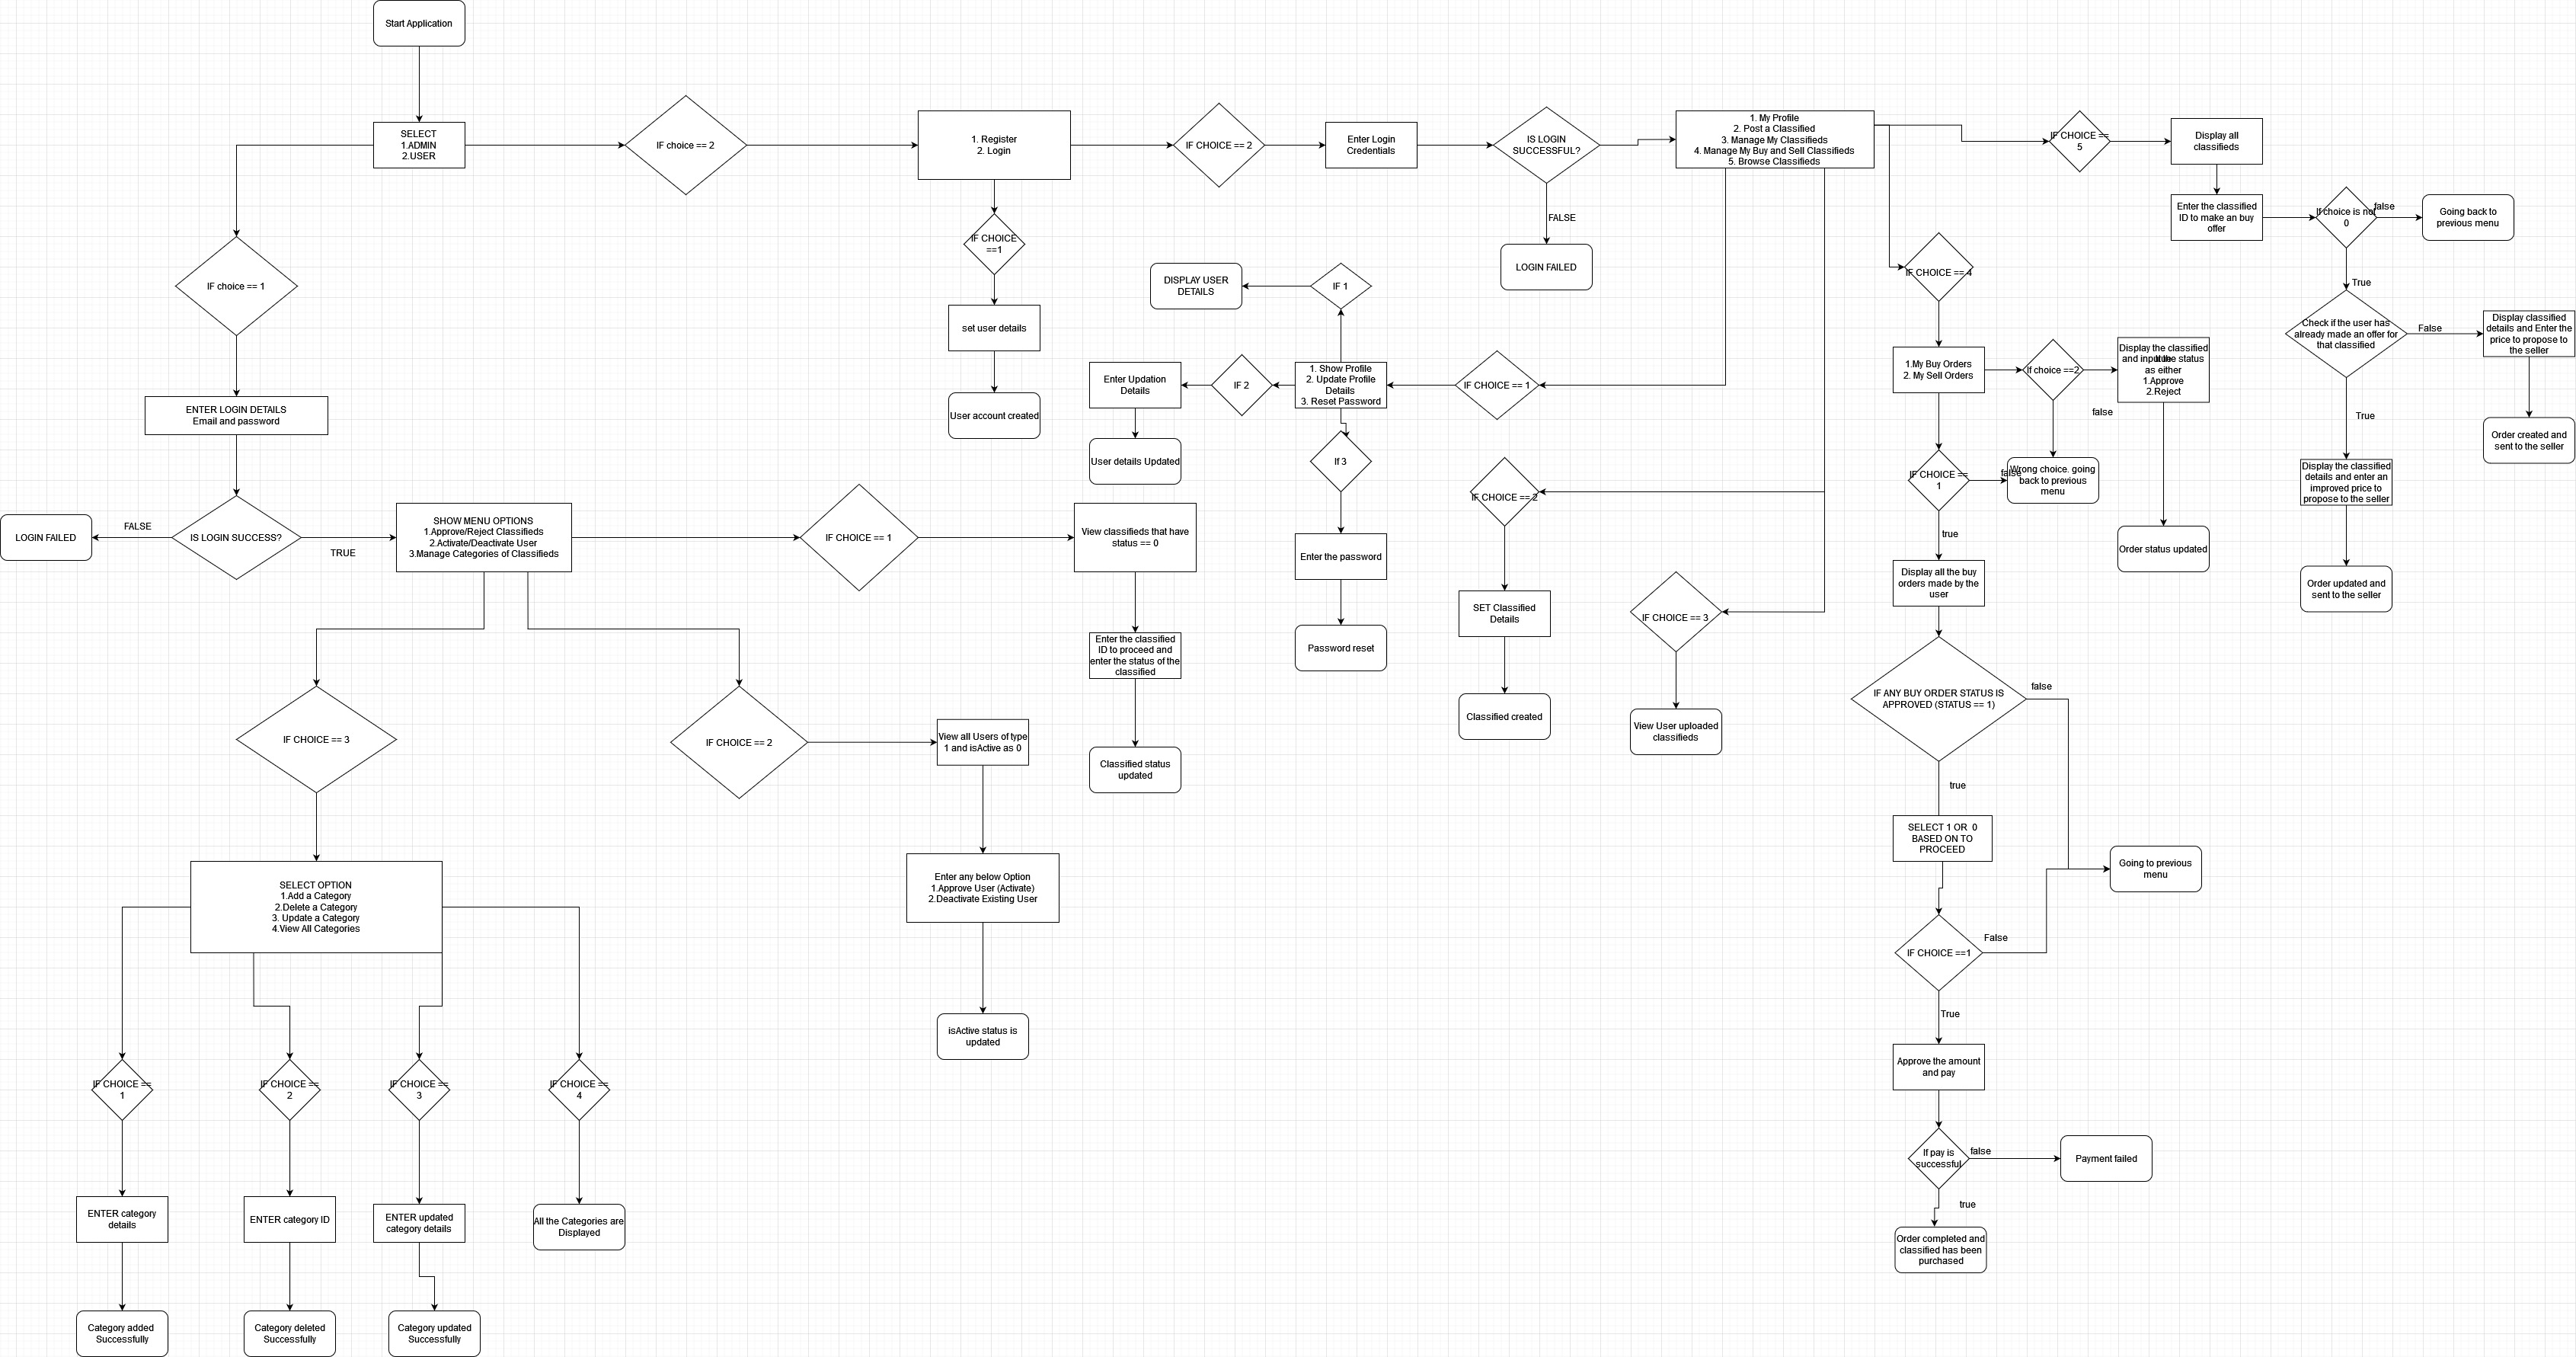 Start Application
SELECT
1.ADMIN
2.USER
IF choice == 2
1. Register
2. Login
IF CHOICE == 2
Enter Login
Credentials
IS LOGIN
SUCCESSFUL?
1. My Profile
2. Post a Classified
3. Manage My Classifieds
4. Manage My Buy and Sell Classifieds
5. Browse Classifieds
IF CHOICE ==
5
Display all
classifieds
Enter the classified
ID to make an buy
offer
If choice is not
0
false
Going back to
previous menu
FALSE
LOGIN FAILED
IF CHOICE
==1
IF choice == 1
DISPLAY USER
DETAILS
IF 1
IF CHOICE == 4
True
set user details
Check if the user has
already made an offer for
that classified
False
Display classified
details and Enter the
price to propose to
the seller
Enter Updation
Details
IF 2
1. Show Profile
2. Update Profile
Details
3. Reset Password
IF CHOICE == 1
1.My Buy Orders
2. My Sell Orders
If choice ==2
Display the classified
and input the status
as either
1.Approve
2.Reject
true
false
True
ENTER LOGIN DETAILS
Email and password
User account created
Order created and
sent to the seller
User details Updated
If 3
IF CHOICE ==
1
false
Wrong choice. going
back to previous
menu
Display the classified
details and enter an
improved price to
propose to the seller
IF CHOICE == 2
LOGIN FAILED
FALSE
IS LOGIN SUCCESS?
TRUE
SHOW MENU OPTIONS
1.Approve/Reject Classifieds
2.Activate/Deactivate User
3.Manage Categories of Classifieds
IF CHOICE == 1
View classifieds that have
status == 0
Enter the password
true
Order status updated
Display all the buy
orders made by the
user
Order updated and
sent to the seller
SET Classified
Details
IF CHOICE == 3
Enter the classified
ID to proceed and
enter the status of the
classified
Password reset
IF ANY BUY ORDER STATUS IS
APPROVED (STATUS == 1)
false
Classified created
View User uploaded
classifieds
IF CHOICE == 3
IF CHOICE == 2
View all Users of type
1 and isActive as 0
Classified status
updated
true
SELECT 1 OR  0
BASED ON TO
PROCEED
Going to previous
menu
SELECT OPTION
1.Add a Category
2.Delete a Category
3. Update a Category
4.View All Categories
Enter any below Option
1.Approve User (Activate)
2.Deactivate Existing User
IF CHOICE ==1
False
True
isActive status is
updated
Approve the amount
and pay
IF CHOICE ==
1
IF CHOICE ==
2
IF CHOICE ==
3
IF CHOICE ==
4
If pay is
successful
false
Payment failed
true
ENTER category
details
ENTER category ID
ENTER updated
category details
All the Categories are
Displayed
Order completed and
classified has been
purchased
Category added
Successfully
Category deleted
Successfully
Category updated
Successfully